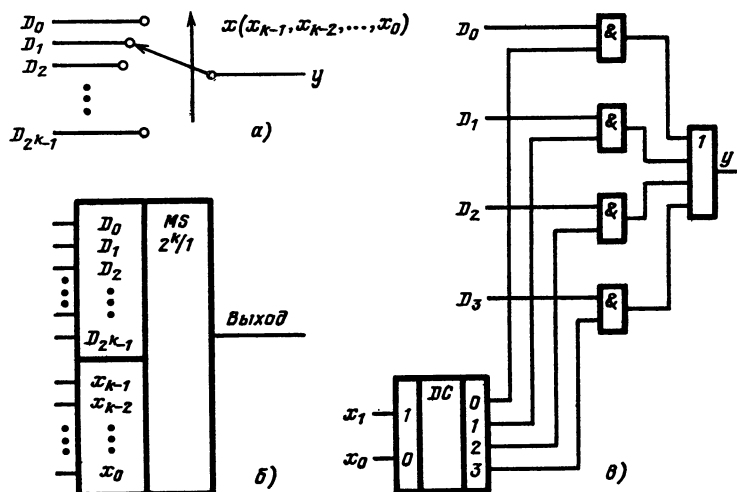 D₀
D₁
D₂
D₂ᵏ₋₁
x(xₖ₋₁, xₖ₋₂, ..., x₀)
y
а)
D₀
D₁
D₂
D₂ᵏ₋₁
xₖ₋₁
xₖ₋₂
x₀
MS
2ᵏ/1
Выход
б)
D₀
&
D₁
&
D₂
&
D₃
&
1
y
x₁
x₀
1
0
DC
0
1
2
3
в)